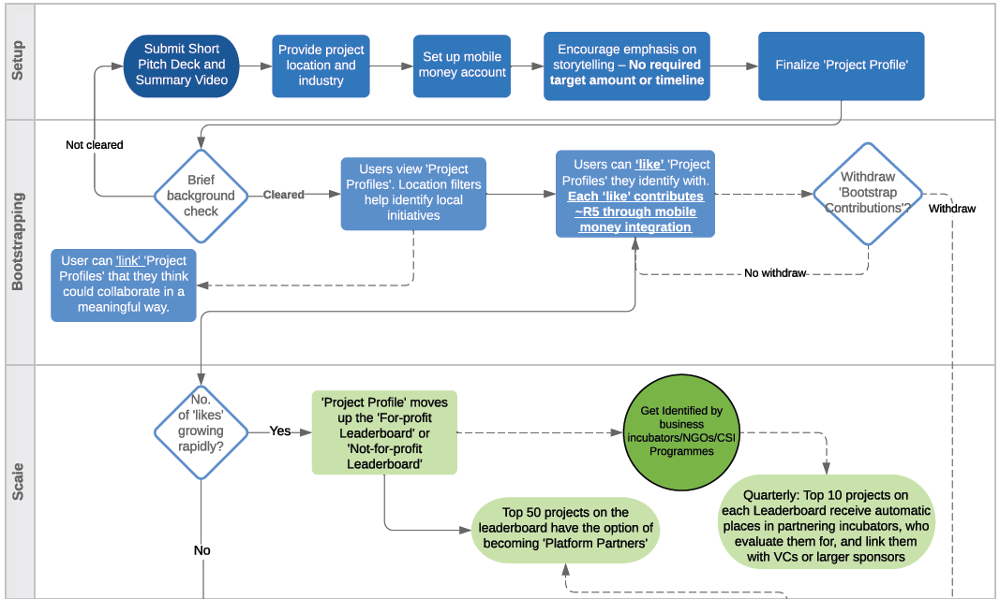 Setup
Submit Short
Pitch Deck and
Summary Video
Provide project
location and
industry
Set up mobile
money account
Encourage emphasis on
storytelling – No required
target amount or timeline
Finalize 'Project Profile'
Bootstrapping
Not cleared
Brief
background
check
Cleared
Users view 'Project
Profiles'. Location filters
help identify local
initiatives
Users can 'like' 'Project
Profiles' they identify with.
Each 'like' contributes
~R5 through mobile
money integration
Withdraw
'Bootstrap
Contributions'?
Withdraw
No withdraw
User can 'link' 'Project
Profiles' that they think
could collaborate in a
meaningful way.
Scale
No.
of 'likes'
growing
rapidly?
Yes
'Project Profile' moves
up the 'For-profit
Leaderboard' or
'Not-for-profit
Leaderboard'
Get Identified by
business
incubators/NGOs/CSI
Programmes
Top 50 projects on the
leaderboard have the option of
becoming 'Platform Partners'
Quarterly: Top 10 projects on
each Leaderboard receive automatic
places in partnering incubators, who
evaluate them for, and link them
with VCs or larger sponsors
No